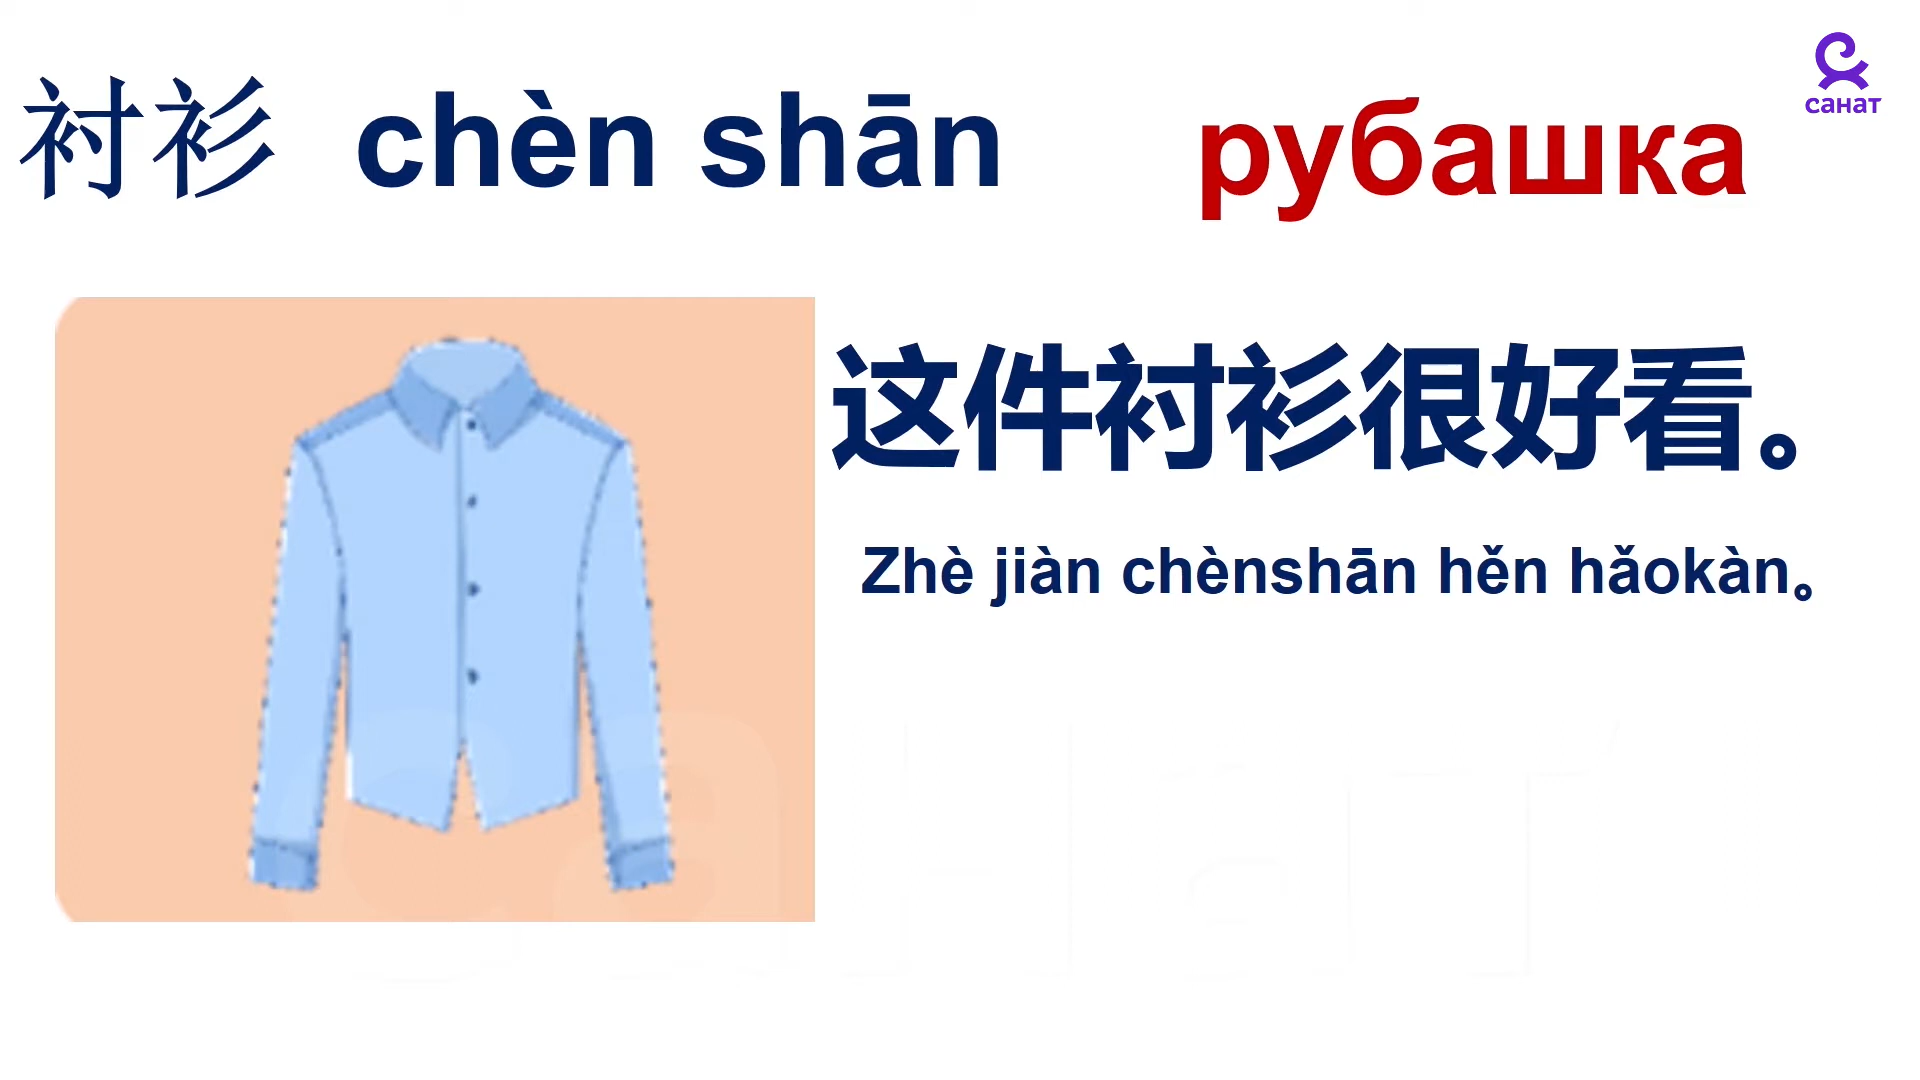 衬衫 chèn shān рубашка
санат
这件衬衫很好看。
Zhè jiàn chènshān hěn hǎokàn。